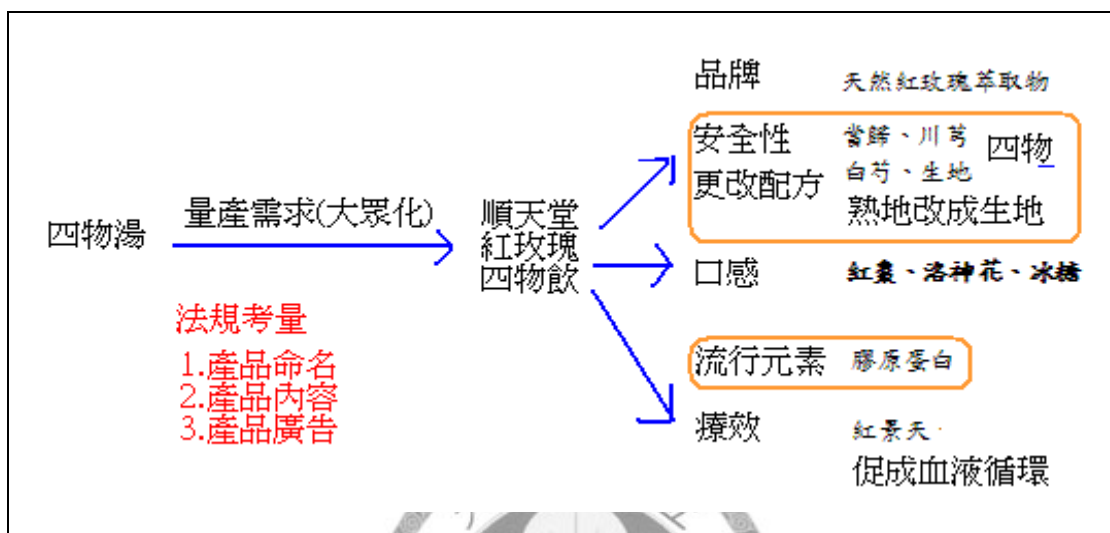 四物湯
量產需求(大眾化)
法規考量
1.產品命名
2.產品內容
3.產品廣告
順天堂
紅玫瑰
四物飲
品牌 天然紅玫瑰萃取物
安全性 當歸、川芎 四物
更改配方 白芍、生地
熟地改成生地
口感 紅棗、洛神花、冰糖
流行元素 膠原蛋白
療效 紅景天
促成血液循環